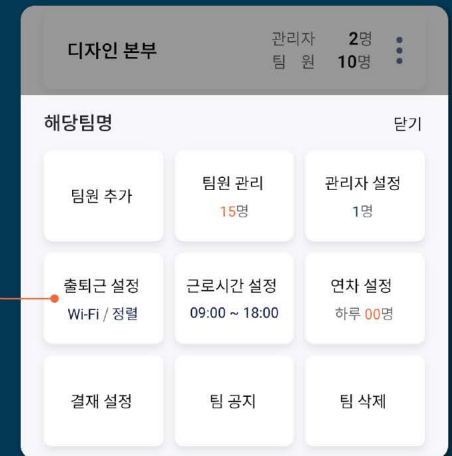 디자인 본부
관리자 2명
팀 원 10명
해당팀명 닫기
팀원 추가
팀원 관리
15명
관리자 설정
1명
출퇴근 설정
Wi-Fi / 정렬
근로시간 설정
09:00 ~ 18:00
연차 설정
하루 00명
결재 설정
팀 공지
팀 삭제